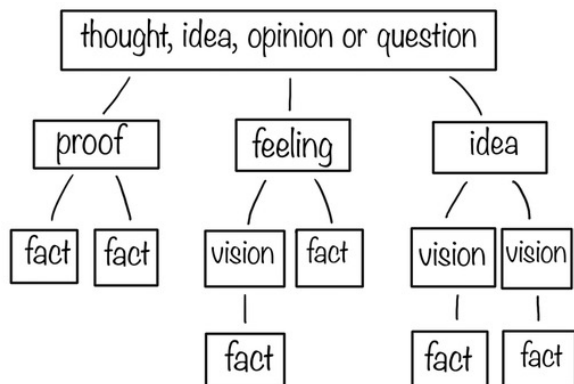 thought, idea, opinion or question
proof
feeling
idea
fact
fact
vision
fact
vision
vision
fact
fact
fact